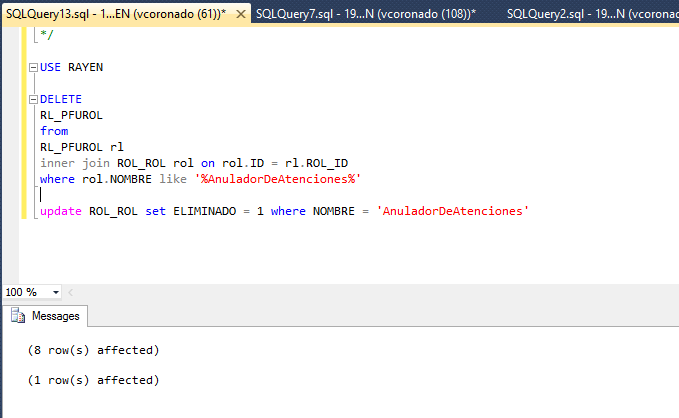 SQLQuery13.sql - 1...EN (vcoronado (61))* SQLQuery7.sql - 19...N (vcoronado (108))* SQLQuery2.sql - 19...N (vcoronad
*/
USE RAYEN
DELETE
RL_PFUROL
from
RL_PFUROL rl
inner join ROL_ROL rol on rol.ID = rl.ROL_ID
where rol.NOMBRE like '%AnuladorDeAtenciones%'
update ROL_ROL set ELIMINADO = 1 where NOMBRE = 'AnuladorDeAtenciones'
100 %
Messages
(8 row(s) affected)
(1 row(s) affected)